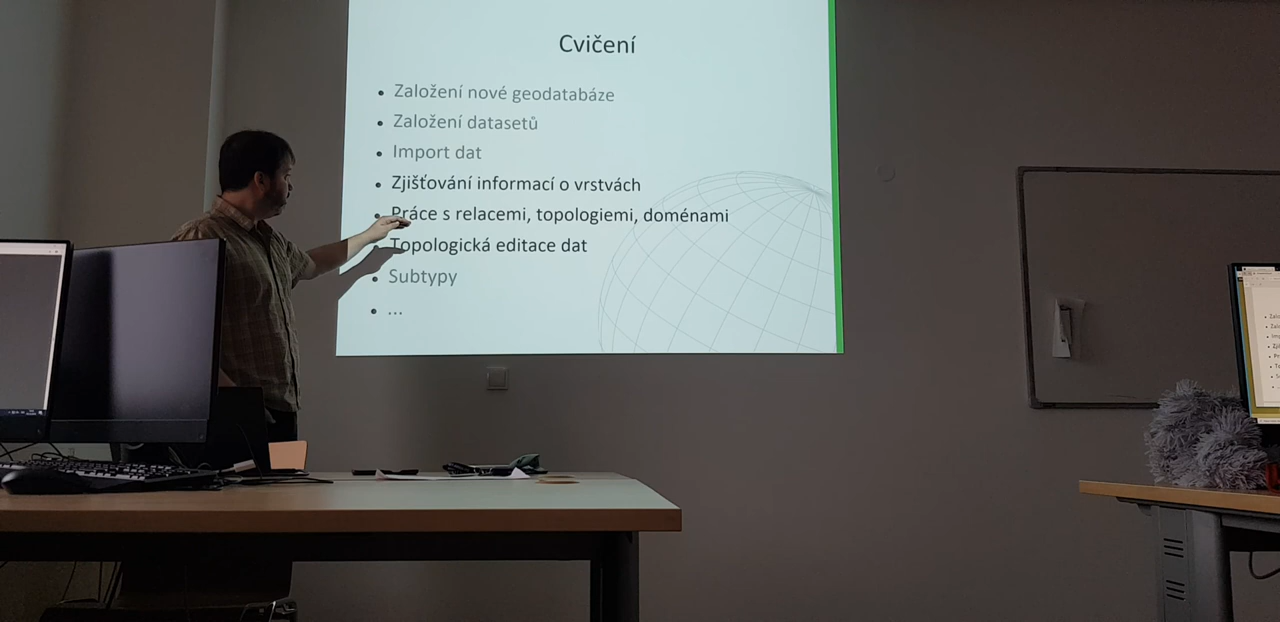 Cvičení
• Založení nové geodatabáze
• Založení datasetů
• Import dat
• Zjišťování informací o vrstvách
• Práce s relacemi, topologiemi, doménami
• Topologická editace dat
• Subtypy
• ...